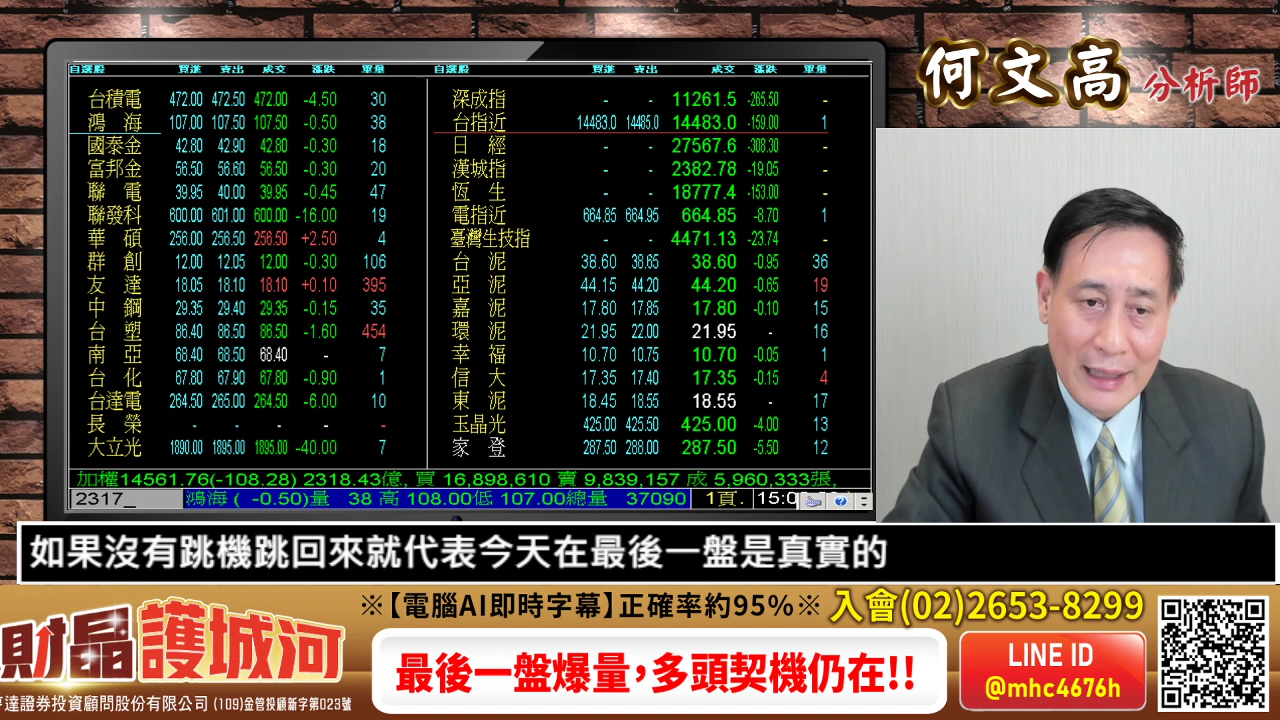 何文高 分析師
自選股 買進 賣出 成交 漲跌 單量 自選股 買進 賣出 成交 漲跌 單量
台積電 472.00 472.50 472.00 -4.50 30 深成指 - - 11261.5 -265.50 -
鴻海 107.00 107.50 107.50 -0.50 38 台指近 14483.0 14485.0 14483.0 -159.00 1
國泰金 42.80 42.90 42.80 -0.30 18 日經 - - 27567.6 -308.30 -
富邦金 56.50 56.60 56.50 -0.30 20 漢城指 - - 2382.78 -19.05 -
聯電 39.95 40.00 39.95 -0.45 47 恆生 - - 18777.4 -153.00 -
聯發科 600.00 601.00 600.00 -16.00 19 電指近 664.85 664.95 664.85 -8.70 1
華碩 256.00 256.50 256.50 +2.50 4 臺灣生技指 - - 4471.13 -23.74 -
群創 12.00 12.05 12.00 -0.30 106 台泥 38.60 38.65 38.60 -0.95 36
友達 18.05 18.10 18.10 +0.10 395 亞泥 44.15 44.20 44.20 -0.65 19
中鋼 29.35 29.40 29.35 -0.15 35 嘉泥 17.80 17.85 17.80 -0.10 15
台塑 86.40 86.50 86.50 -1.60 454 環泥 21.95 22.00 21.95 - 16
南亞 68.40 68.50 68.40 - 7 幸福 10.70 10.75 10.70 -0.05 1
台化 67.80 67.90 67.80 -0.90 1 信大 17.35 17.40 17.35 -0.15 4
台達電 264.50 265.00 264.50 -6.00 10 東泥 18.45 18.55 18.55 - 17
長榮 - - - - - 玉晶光 425.00 425.50 425.00 -4.00 13
大立光 1890.00 1895.00 1895.00 -40.00 7 家登 287.50 288.00 287.50 -5.50 12
加權14561.76(-108.28) 2318.43億, 買 16,898,610 賣 9,839,157 成 5,960,333張,
2317_ 鴻海 ( -0.50)量 38 高 108.00低 107.00總量 37090 1頁. 15:0
如果沒有跳機跳回來就代表今天在最後一盤是真實的
※【電腦AI即時字幕】正確率約95%※ 入會(02)2653-8299
財晶護城河
最後一盤爆量,多頭契機仍在!!
LINE ID
@mhc4676h
達證券投資顧問股份有限公司 (109)金管投顧新字第023號